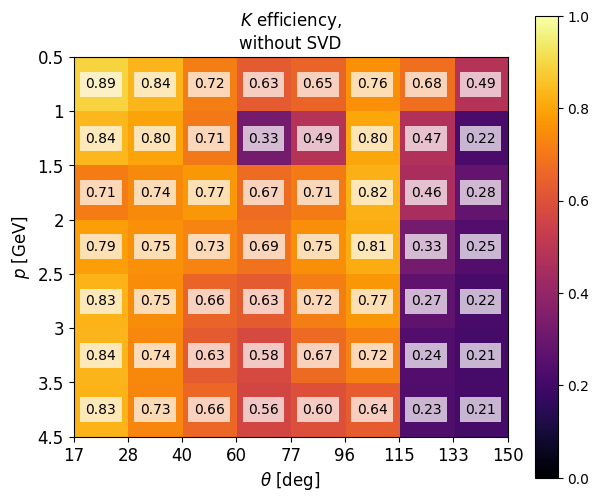 K efficiency,
without SVD
0.5
0.89 0.84 0.72 0.63 0.65 0.76 0.68 0.49
1
0.84 0.80 0.71 0.33 0.49 0.80 0.47 0.22
1.5
0.71 0.74 0.77 0.67 0.71 0.82 0.46 0.28
2
0.79 0.75 0.73 0.69 0.75 0.81 0.33 0.25
2.5
0.83 0.75 0.66 0.63 0.72 0.77 0.27 0.22
3
0.84 0.74 0.63 0.58 0.67 0.72 0.24 0.21
3.5
0.83 0.73 0.66 0.56 0.60 0.64 0.23 0.21
4.5
p [GeV]
17 28 40 60 77 96 115 133 150
θ [deg]
1.0
0.8
0.6
0.4
0.2
0.0